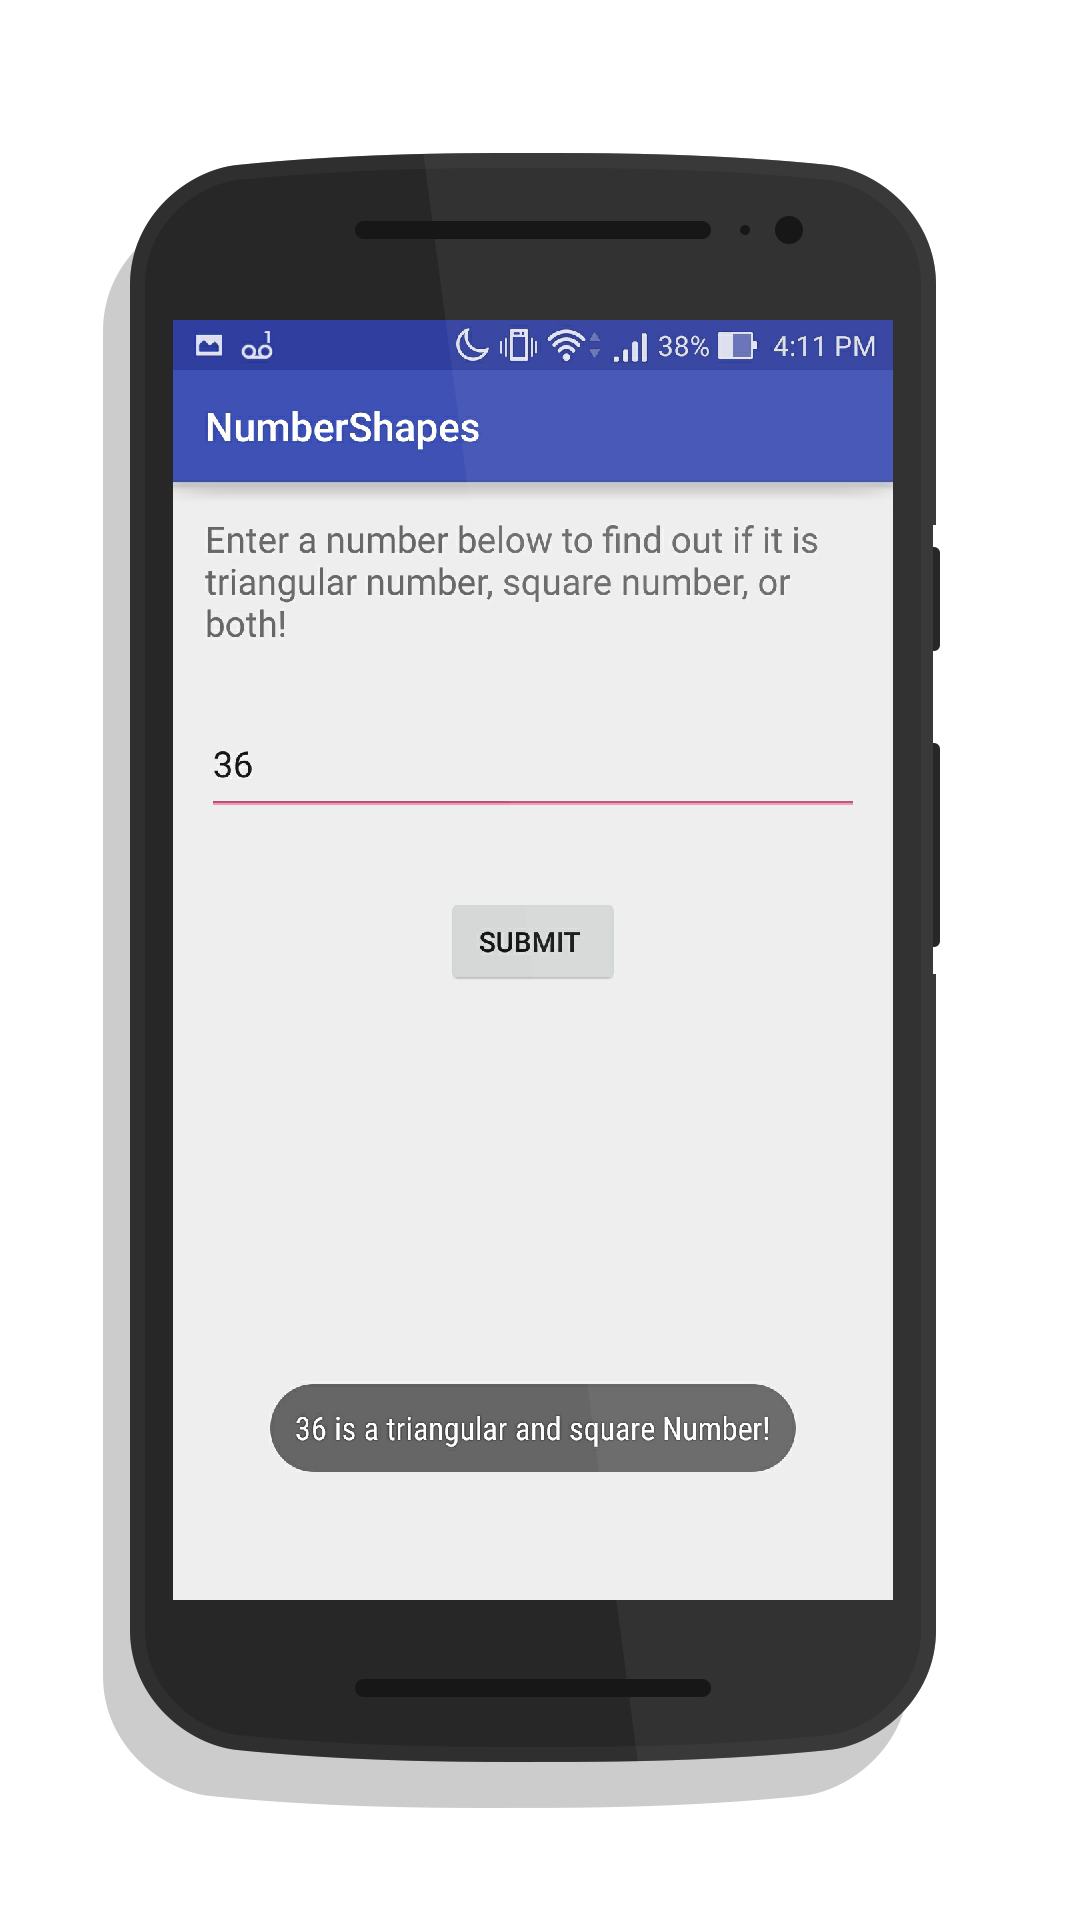 38% 4:11 PM
NumberShapes
Enter a number below to find out if it is
triangular number, square number, or
both!
36
SUBMIT
36 is a triangular and square Number!